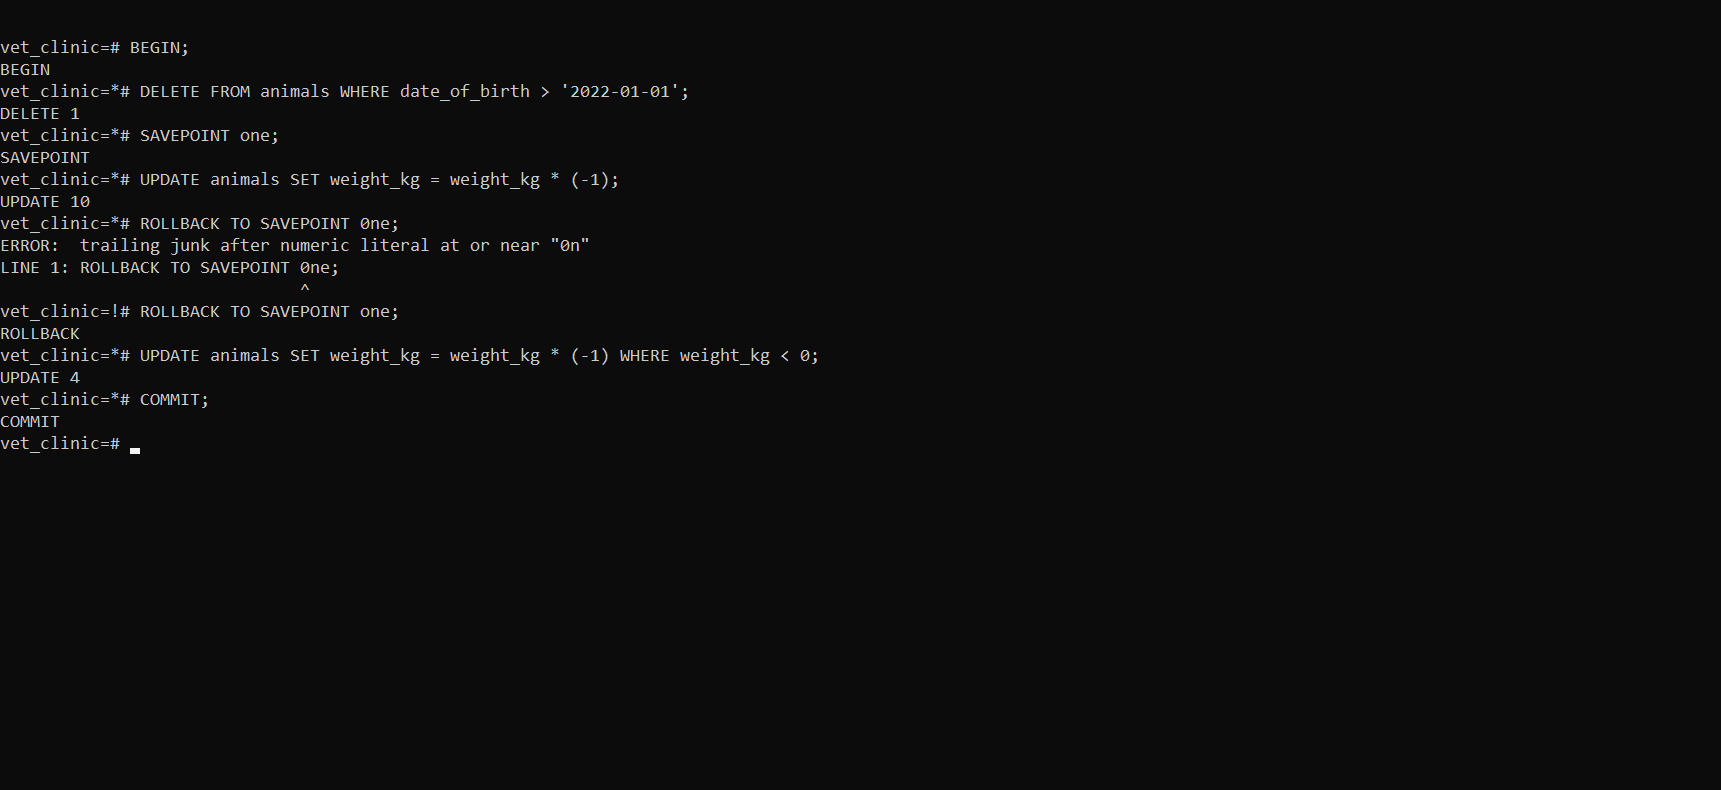 vet_clinic=# BEGIN;
BEGIN
vet_clinic=*# DELETE FROM animals WHERE date_of_birth > '2022-01-01';
DELETE 1
vet_clinic=*# SAVEPOINT one;
SAVEPOINT
vet_clinic=*# UPDATE animals SET weight_kg = weight_kg * (-1);
UPDATE 10
vet_clinic=*# ROLLBACK TO SAVEPOINT 0ne;
ERROR:  trailing junk after numeric literal at or near "0n"
LINE 1: ROLLBACK TO SAVEPOINT 0ne;
                              ^
vet_clinic=!# ROLLBACK TO SAVEPOINT one;
ROLLBACK
vet_clinic=*# UPDATE animals SET weight_kg = weight_kg * (-1) WHERE weight_kg < 0;
UPDATE 4
vet_clinic=*# COMMIT;
COMMIT
vet_clinic=#